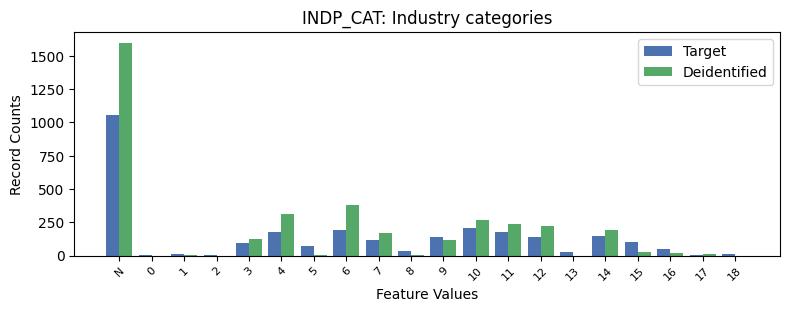 INDP_CAT: Industry categories
Target
Deidentified
Record Counts
1500
1250
1000
750
500
250
0
N 0 1 2 3 4 5 6 7 8 9 10 11 12 13 14 15 16 17 18
Feature Values